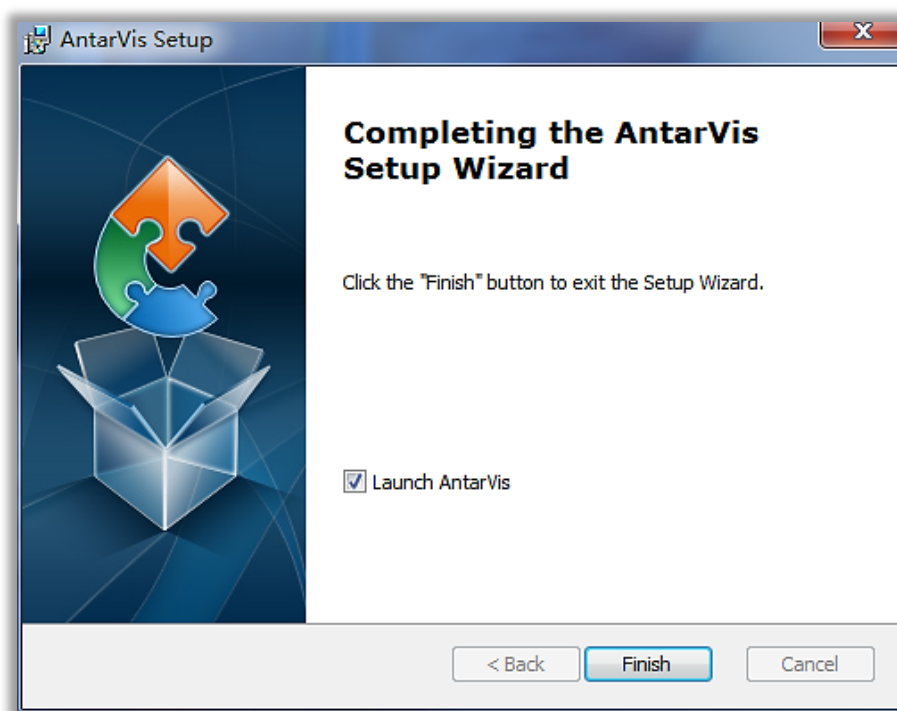 AntarVis Setup
Completing the AntarVis
Setup Wizard
Click the "Finish" button to exit the Setup Wizard.
Launch AntarVis
< Back
Finish
Cancel